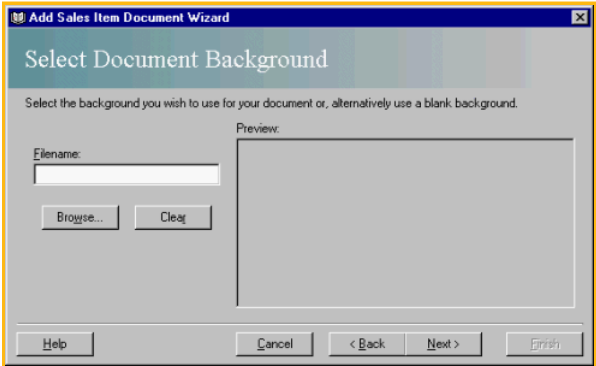 Add Sales Item Document Wizard
Select Document Background
Select the background you wish to use for your document or, alternatively use a blank background.
Preview:
Filename:
Browse... Clear
Help Cancel < Back Next > Finish